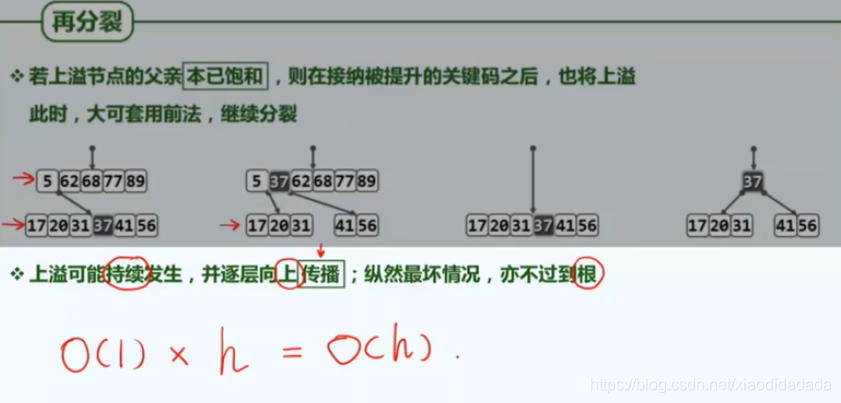 再分裂
❖ 若上溢节点的父亲本已饱和，则在接纳被提升的关键码之后，也将上溢
此时，大可套用前法，继续分裂
5 62 68 77 89
17 20 31 37 41 56
5 37 62 68 77 89
17 20 31 41 56
17 20 31 37 41 56
37
17 20 31 41 56
❖ 上溢可能持续发生，并逐层向上传播；纵然最坏情况，亦不过到根
O(1) × h = O(h).
https://blog.csdn.net/xiaodidadada